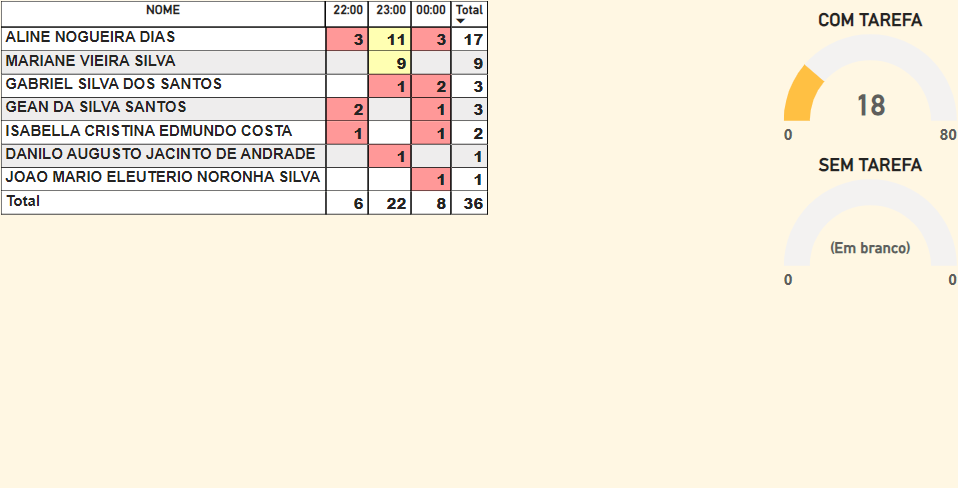 NOME 22:00 23:00 00:00 Total
ALINE NOGUEIRA DIAS 3 11 3 17
MARIANE VIEIRA SILVA 9 9
GABRIEL SILVA DOS SANTOS 1 2 3
GEAN DA SILVA SANTOS 2 1 3
ISABELLA CRISTINA EDMUNDO COSTA 1 1 2
DANILO AUGUSTO JACINTO DE ANDRADE 1 1
JOAO MARIO ELEUTERIO NORONHA SILVA 1 1
Total 6 22 8 36
COM TAREFA
18
0 80
SEM TAREFA
(Em branco)
0 0